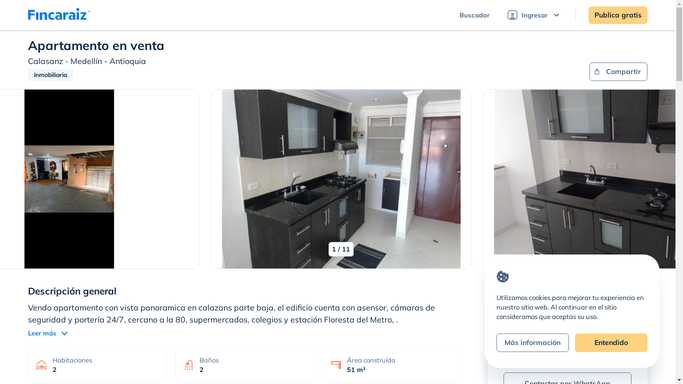 Fincaraiz
Buscador
Ingresar
Publica gratis
Apartamento en venta
Calasanz - Medellín - Antioquia
Inmobiliaria
Compartir
1 / 11
Descripción general
Vendo apartamento con vista panoramica en calazans parte baja, el edificio cuenta con asensor, cámaras de
seguridad y portería 24/7, cercano a la 80, supermercados, colegios y estación Floresta del Metro, .
Leer más
Habitaciones
2
Baños
2
Área construída
51 m²
Utilizamos cookies para mejorar tu experiencia en
nuestro sitio web. Al continuar en el sitio
consideramos que aceptas su uso.
Más información
Entendido
Contactar por WhatsApp